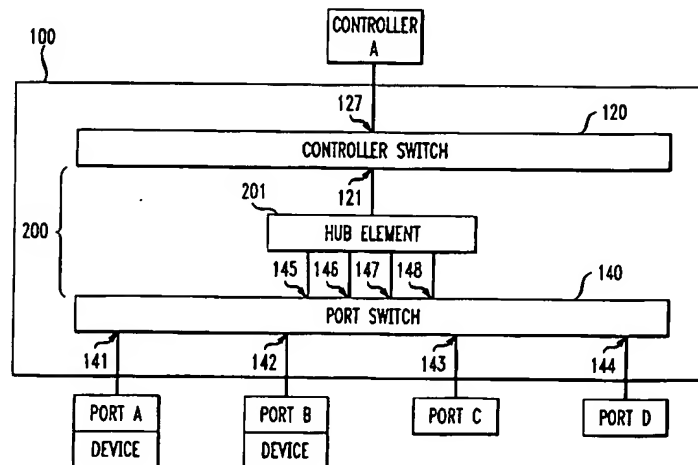 CONTROLLER
A
100
127
120
CONTROLLER SWITCH
121
201
200
HUB ELEMENT
145
146
147
148
140
PORT SWITCH
141
142
143
144
PORT A
PORT B
PORT C
PORT D
DEVICE
DEVICE